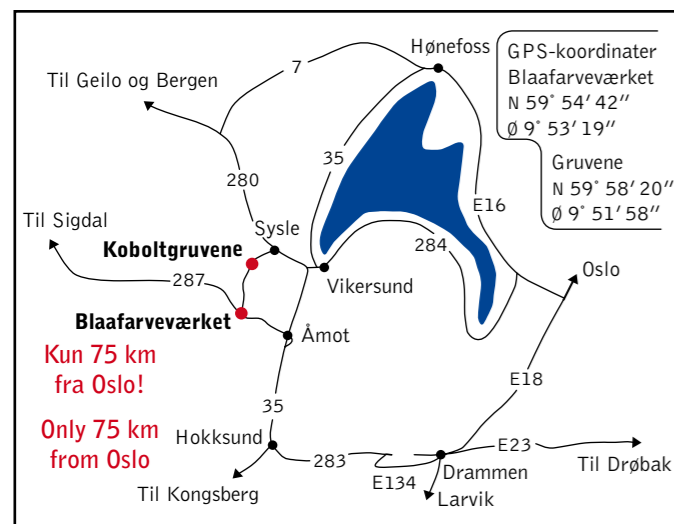 Hønefoss
GPS-koordinater
Blaafarveværket
N 59° 54′ 42″
Ø 9° 53′ 19″
Gruvene
N 59° 58′ 20″
Ø 9° 51′ 58″
7
Til Geilo og Bergen
35
280
E16
Til Sigdal
Sysle
284
Koboltgruvene
Oslo
287
Vikersund
Blaafarveværket
Åmot
Kun 75 km
fra Oslo!
E18
35
Only 75 km
from Oslo
Hokksund
E23
283
Drammen
Til Drøbak
E134
Til Kongsberg
Larvik